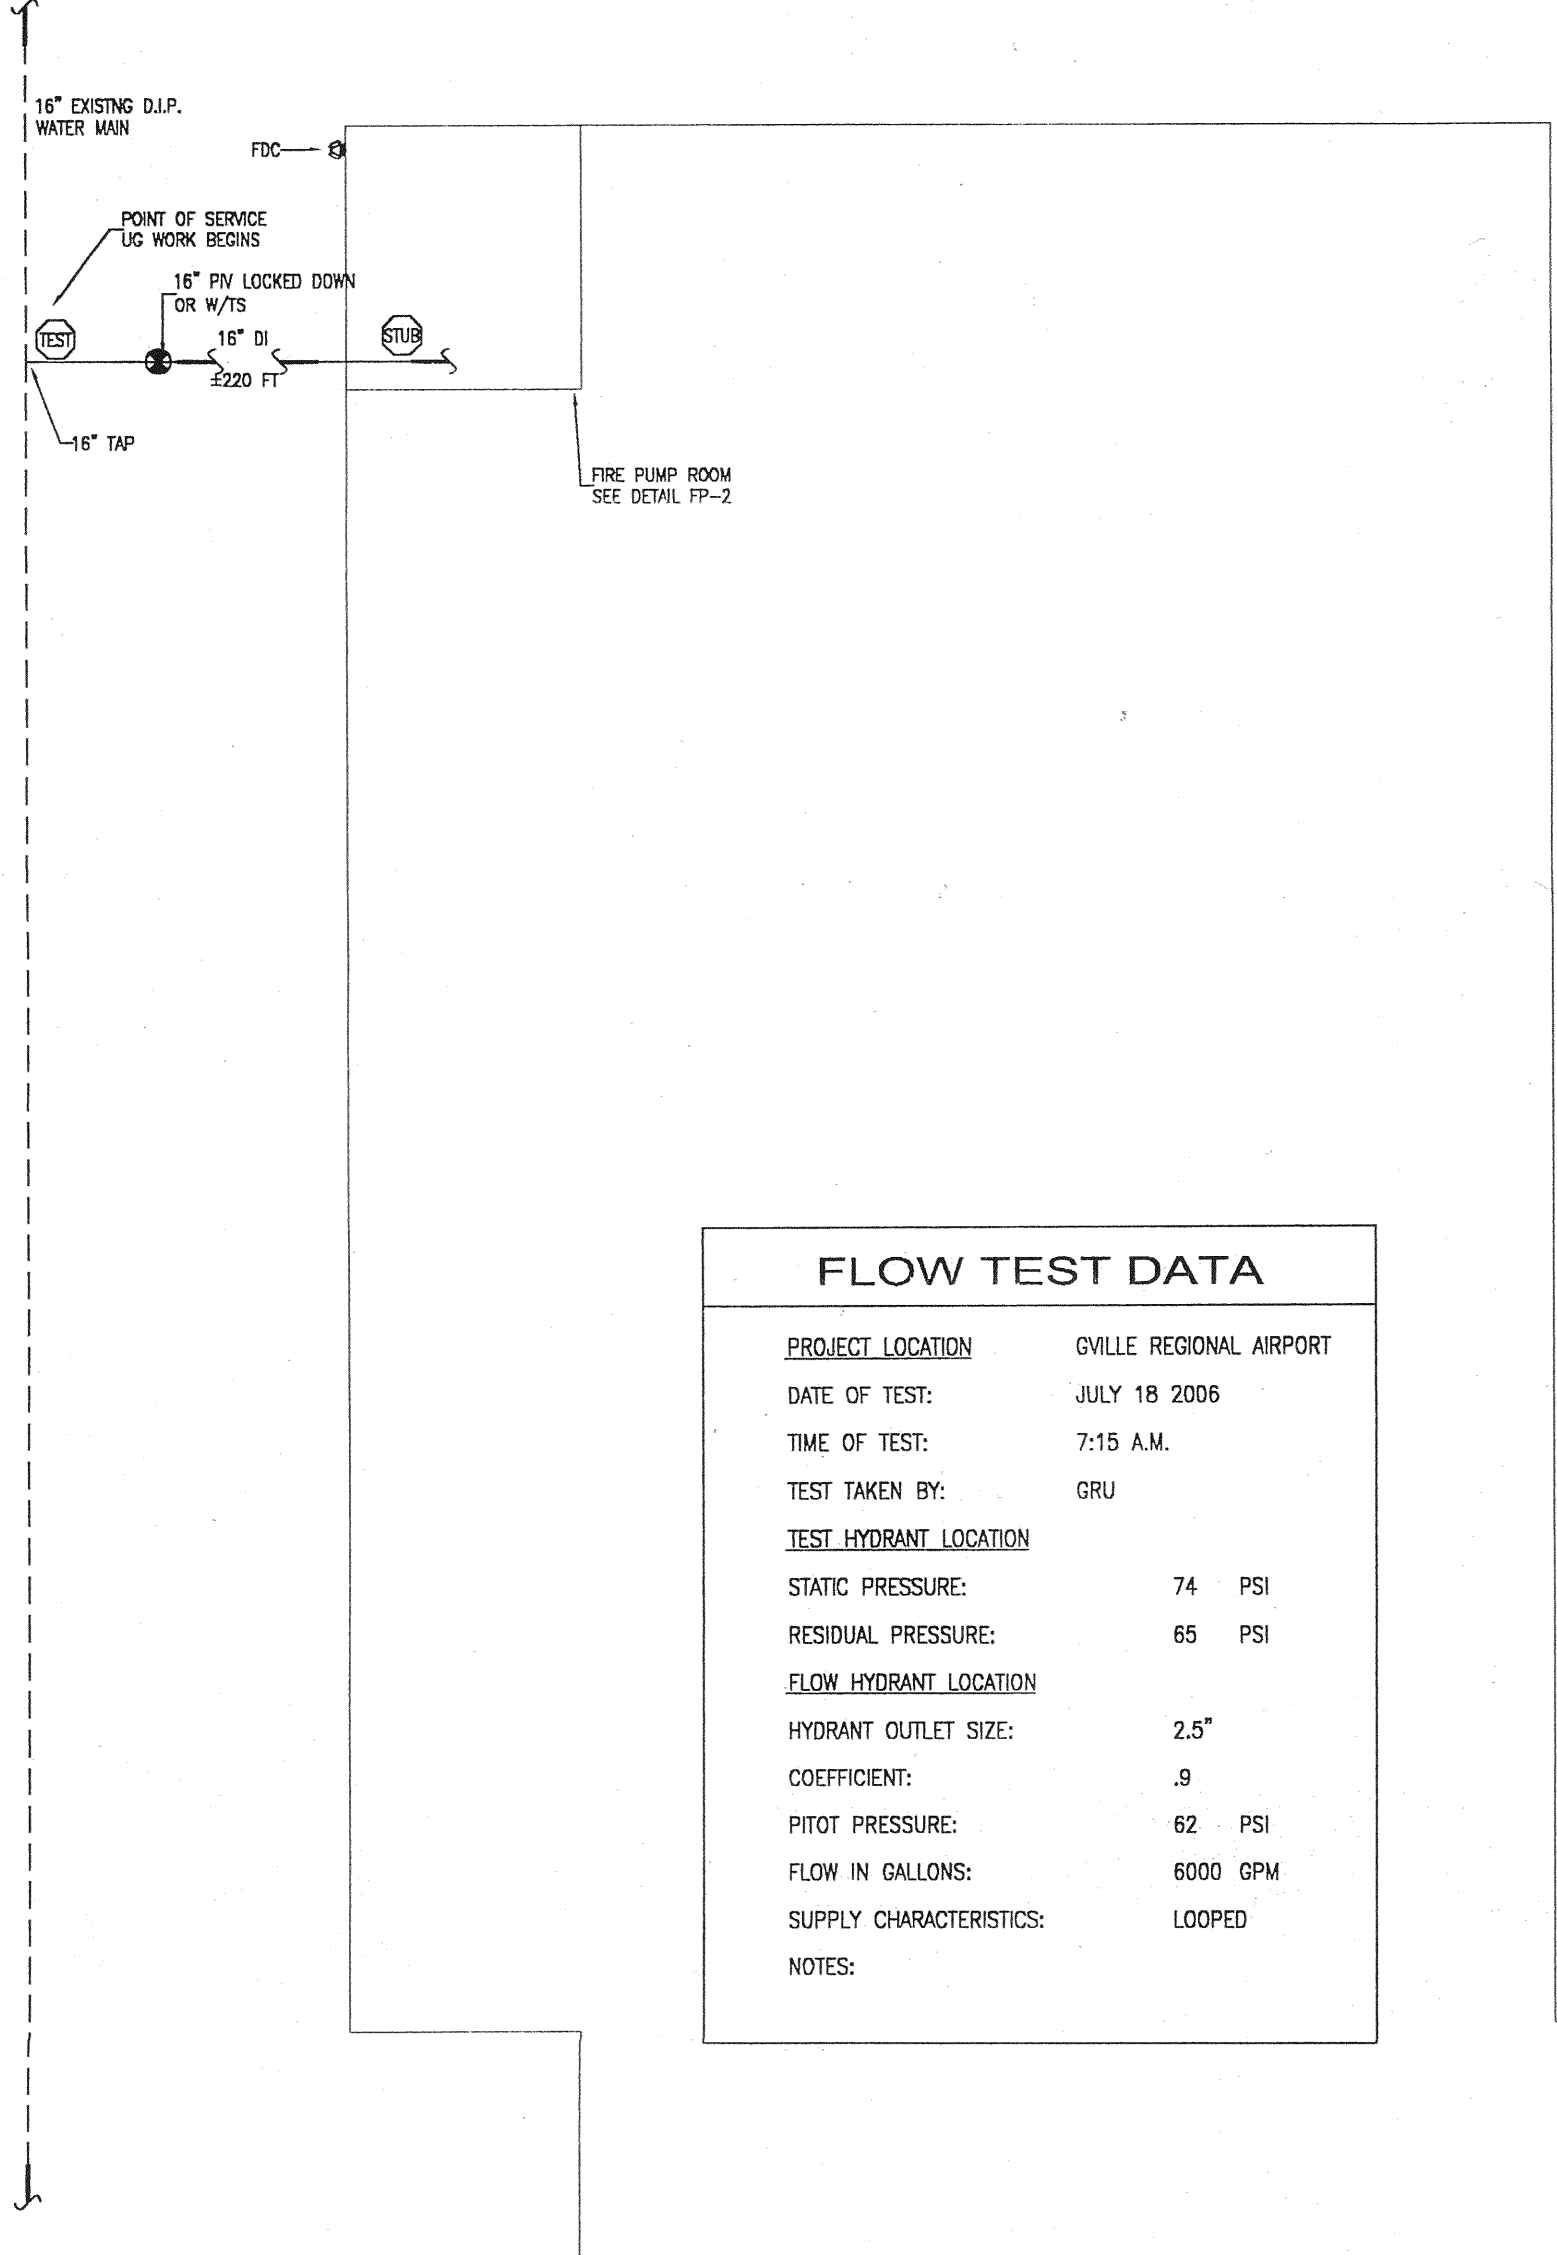 16" EXISTNG D.I.P.
WATER MAIN
FDC
POINT OF SERVICE
UG WORK BEGINS
16" PIV LOCKED DOWN
OR W/TS
TEST
16" DI
±220 FT
STUB
16" TAP
FIRE PUMP ROOM
SEE DETAIL FP-2
FLOW TEST DATA
PROJECT LOCATION GVILLE REGIONAL AIRPORT
DATE OF TEST: JULY 18 2006
TIME OF TEST: 7:15 A.M.
TEST TAKEN BY: GRU
TEST HYDRANT LOCATION
STATIC PRESSURE: 74 PSI
RESIDUAL PRESSURE: 65 PSI
FLOW HYDRANT LOCATION
HYDRANT OUTLET SIZE: 2.5"
COEFFICIENT: .9
PITOT PRESSURE: 62 PSI
FLOW IN GALLONS: 6000 GPM
SUPPLY CHARACTERISTICS: LOOPED
NOTES: